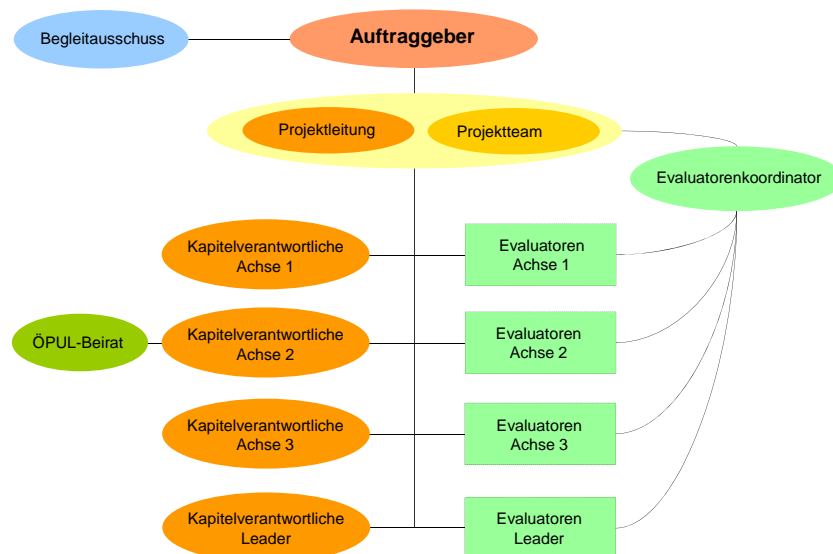 Begleitausschuss
Auftraggeber
Projektleitung
Projektteam
Evaluatorenkoordinator
Kapitelverantwortliche
Achse 1
Evaluatoren
Achse 1
ÖPUL-Beirat
Kapitelverantwortliche
Achse 2
Evaluatoren
Achse 2
Kapitelverantwortliche
Achse 3
Evaluatoren
Achse 3
Kapitelverantwortliche
Leader
Evaluatoren
Leader